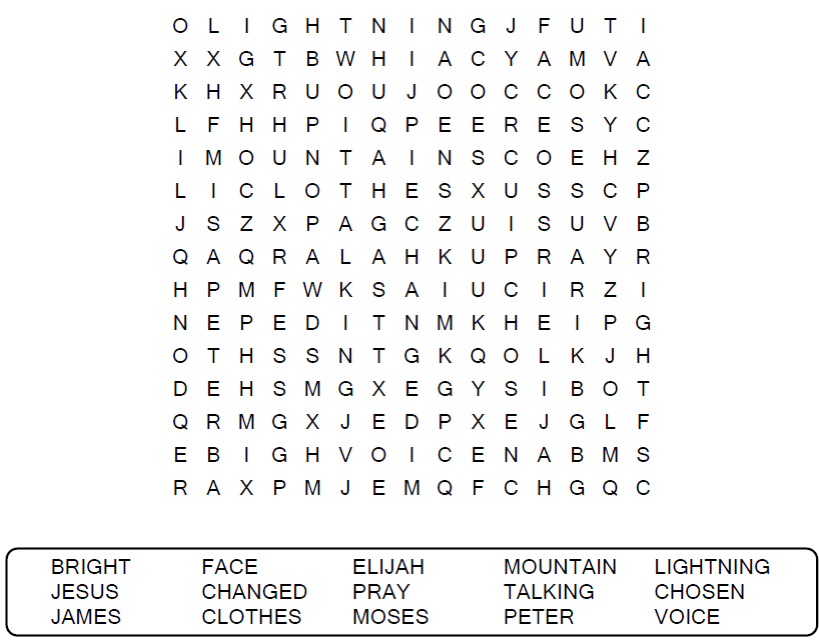 O L I G H T N I N G J F U T I
X X G T B W H I A C Y A M V A
K H X R U O U J O O C C O K C
L F H H P I Q P E E R E S Y C
I M O U N T A I N S C O E H Z
L I C L O T H E S X U S S C P
J S Z X P A G C Z U I S U V B
Q A Q R A L A H K U P R A Y R
H P M F W K S A I U C I R Z I
N E P E D I T N M K H E I P G
O T H S S N T G K Q O L K J H
D E H S M G X E G Y S I B O T
Q R M G X J E D P X E J G L F
E B I G H V O I C E N A B M S
R A X P M J E M Q F C H G Q C
BRIGHT FACE ELIJAH MOUNTAIN LIGHTNING
JESUS CHANGED PRAY TALKING CHOSEN
JAMES CLOTHES MOSES PETER VOICE